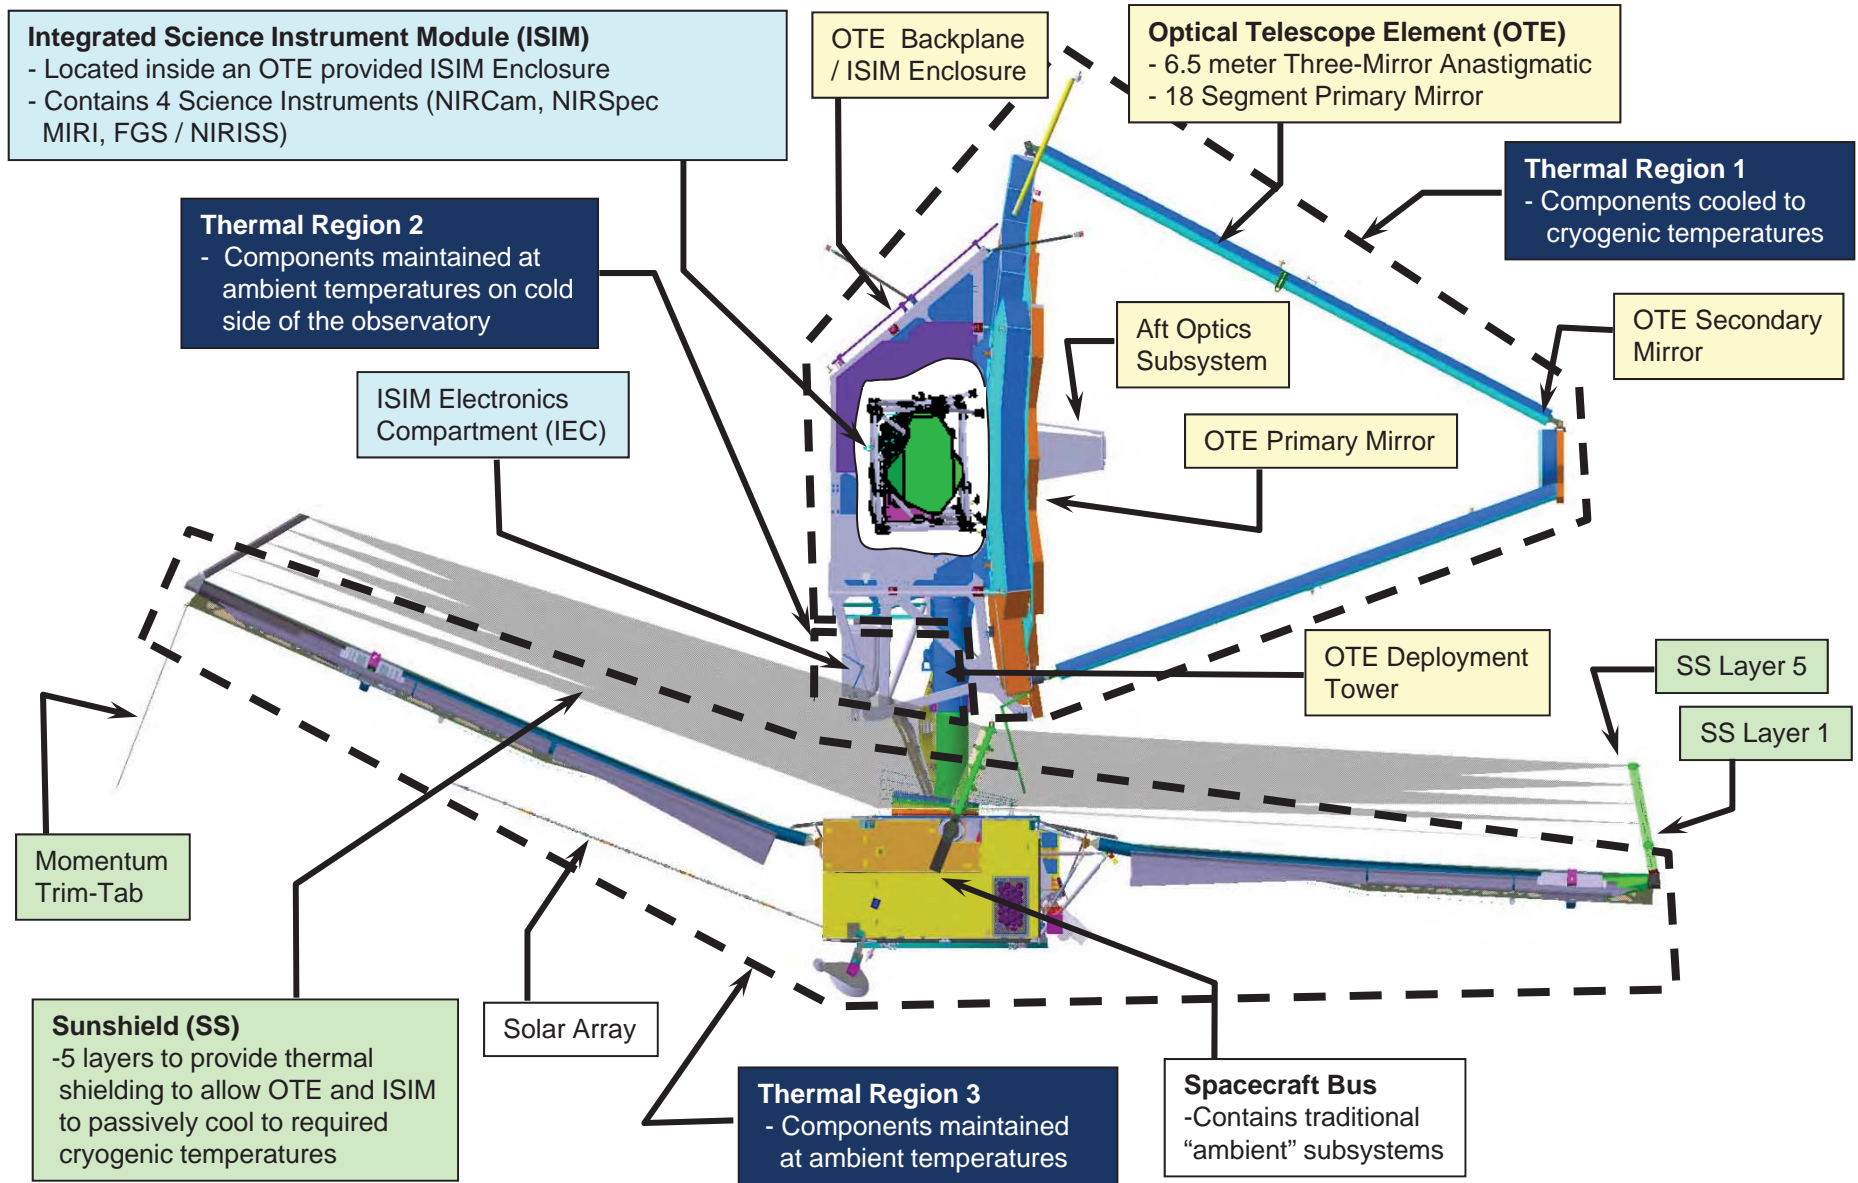 Integrated Science Instrument Module (ISIM)
- Located inside an OTE provided ISIM Enclosure
- Contains 4 Science Instruments (NIRCam, NIRSpec
MIRI, FGS / NIRISS)
OTE Backplane
/ ISIM Enclosure
Optical Telescope Element (OTE)
- 6.5 meter Three-Mirror Anastigmatic
- 18 Segment Primary Mirror
Thermal Region 1
- Components cooled to
cryogenic temperatures
Thermal Region 2
- Components maintained at
ambient temperatures on cold
side of the observatory
Aft Optics
Subsystem
OTE Secondary
Mirror
ISIM Electronics
Compartment (IEC)
OTE Primary Mirror
OTE Deployment
Tower
SS Layer 5
SS Layer 1
Momentum
Trim-Tab
Sunshield (SS)
-5 layers to provide thermal
shielding to allow OTE and ISIM
to passively cool to required
cryogenic temperatures
Solar Array
Thermal Region 3
- Components maintained
at ambient temperatures
Spacecraft Bus
-Contains traditional
“ambient” subsystems